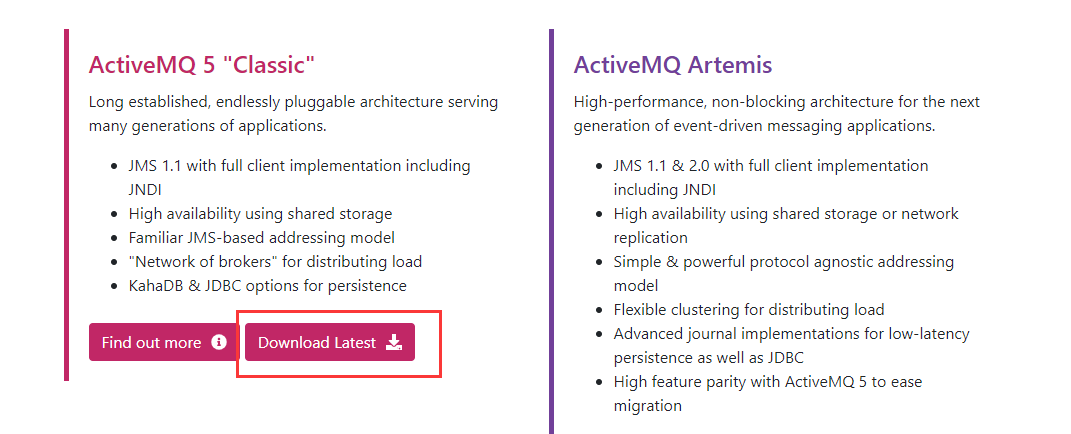 ActiveMQ 5 "Classic"
Long established, endlessly pluggable architecture serving
many generations of applications.
JMS 1.1 with full client implementation including
JNDI
High availability using shared storage
Familiar JMS-based addressing model
"Network of brokers" for distributing load
KahaDB & JDBC options for persistence
Find out more
Download Latest
ActiveMQ Artemis
High-performance, non-blocking architecture for the next
generation of event-driven messaging applications.
JMS 1.1 & 2.0 with full client implementation
including JNDI
High availability using shared storage or network
replication
Simple & powerful protocol agnostic addressing
model
Flexible clustering for distributing load
Advanced journal implementations for low-latency
persistence as well as JDBC
High feature parity with ActiveMQ 5 to ease
migration